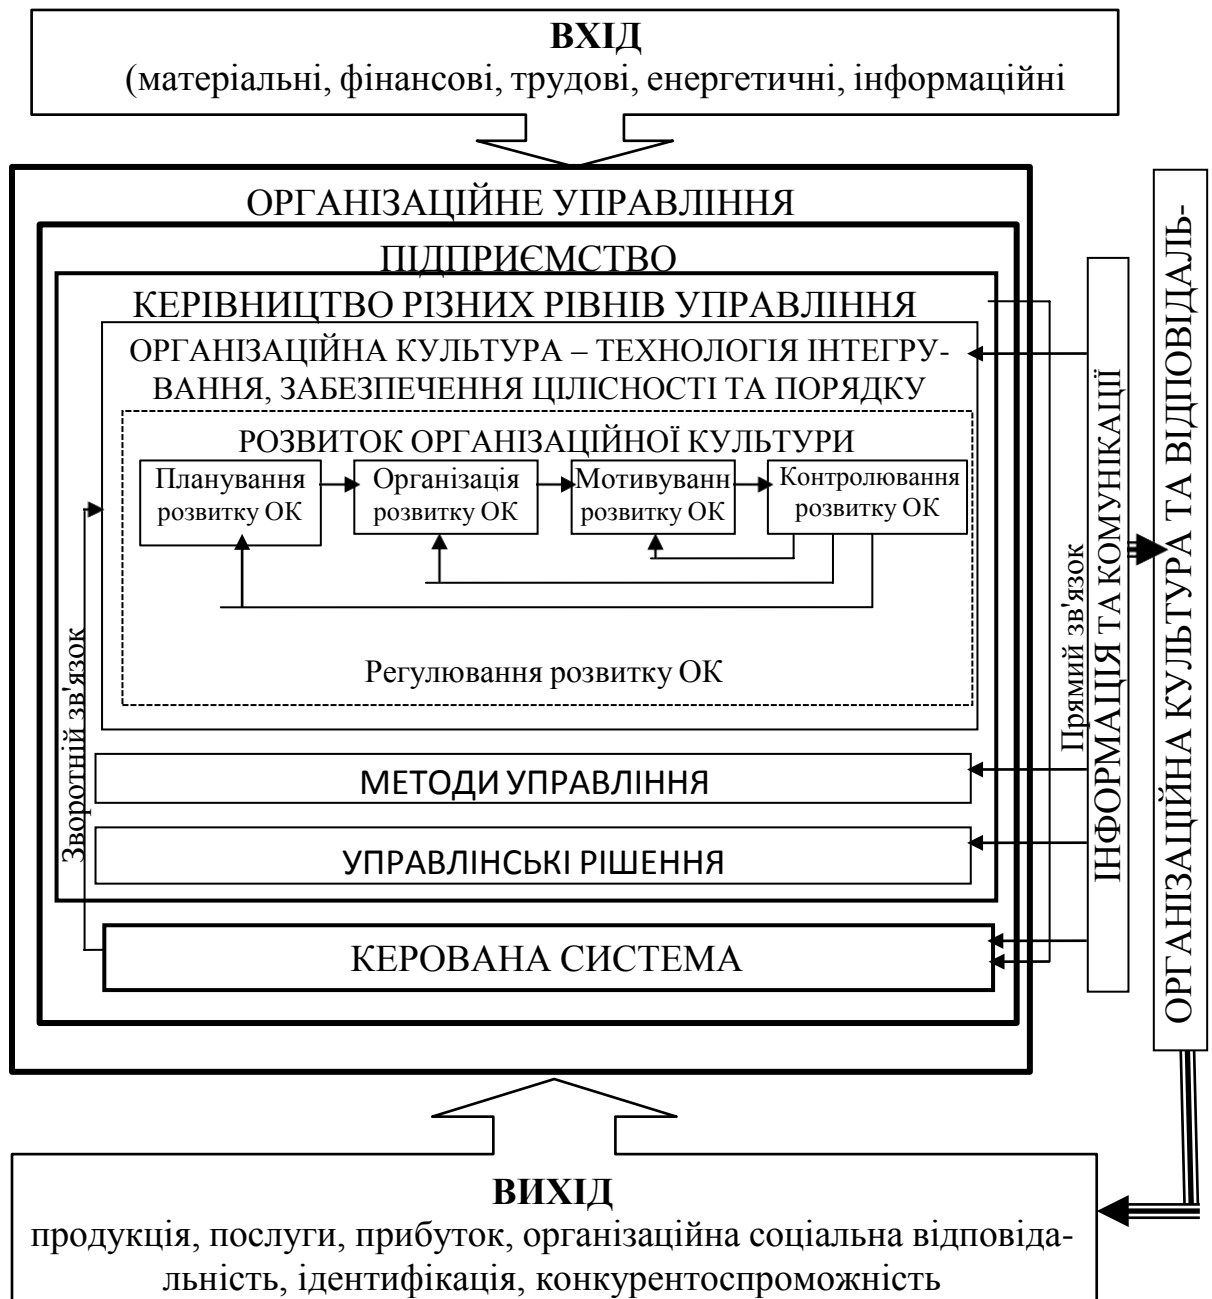 ВХІД
(матеріальні, фінансові, трудові, енергетичні, інформаційні
ОРГАНІЗАЦІЙНЕ УПРАВЛІННЯ
ПІДПРИЄМСТВО
КЕРІВНИЦТВО РІЗНИХ РІВНІВ УПРАВЛІННЯ
ОРГАНІЗАЦІЙНА КУЛЬТУРА – ТЕХНОЛОГІЯ ІНТЕГРУ-
ВАННЯ, ЗАБЕЗПЕЧЕННЯ ЦІЛІСНОСТІ ТА ПОРЯДКУ
РОЗВИТОК ОРГАНІЗАЦІЙНОЇ КУЛЬТУРИ
Планування
розвитку ОК
Організація
розвитку ОК
Мотивуванн
розвитку ОК
Контролювання
розвитку ОК
Регулювання розвитку ОК
МЕТОДИ УПРАВЛІННЯ
УПРАВЛІНСЬКІ РІШЕННЯ
КЕРОВАНА СИСТЕМА
Зворотній зв'язок
Прямий зв'язок
ІНФОРМАЦІЯ ТА КОМУНІКАЦІЇ
ОРГАНІЗАЦІЙНА КУЛЬТУРА ТА ВІДПОВІДАЛЬ-
ВИХІД
продукція, послуги, прибуток, організаційна соціальна відповіда-
льність, ідентифікація, конкурентоспроможність